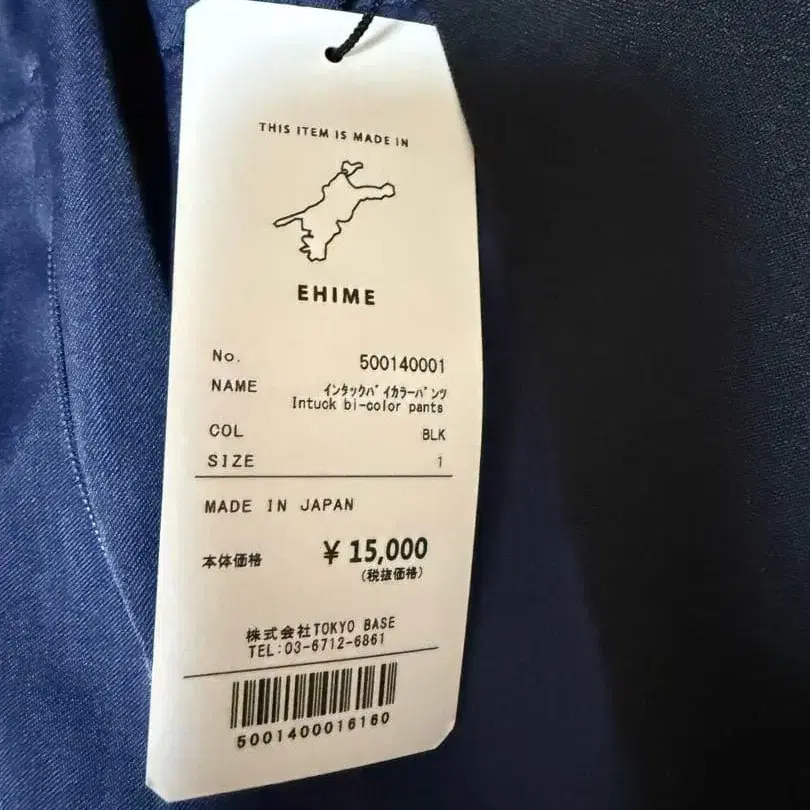 THIS ITEM IS MADE IN
EHIME
No. 500140001
NAME ｲﾝﾀｯｸﾊﾞｲｶﾗｰﾊﾟﾝﾂ
Intuck bi-color pants
COL BLK
SIZE 1
MADE IN JAPAN
本体価格 ¥ 15,000
(税抜価格)
株式会社TOKYO BASE
TEL:03-6712-6861
5001400016160